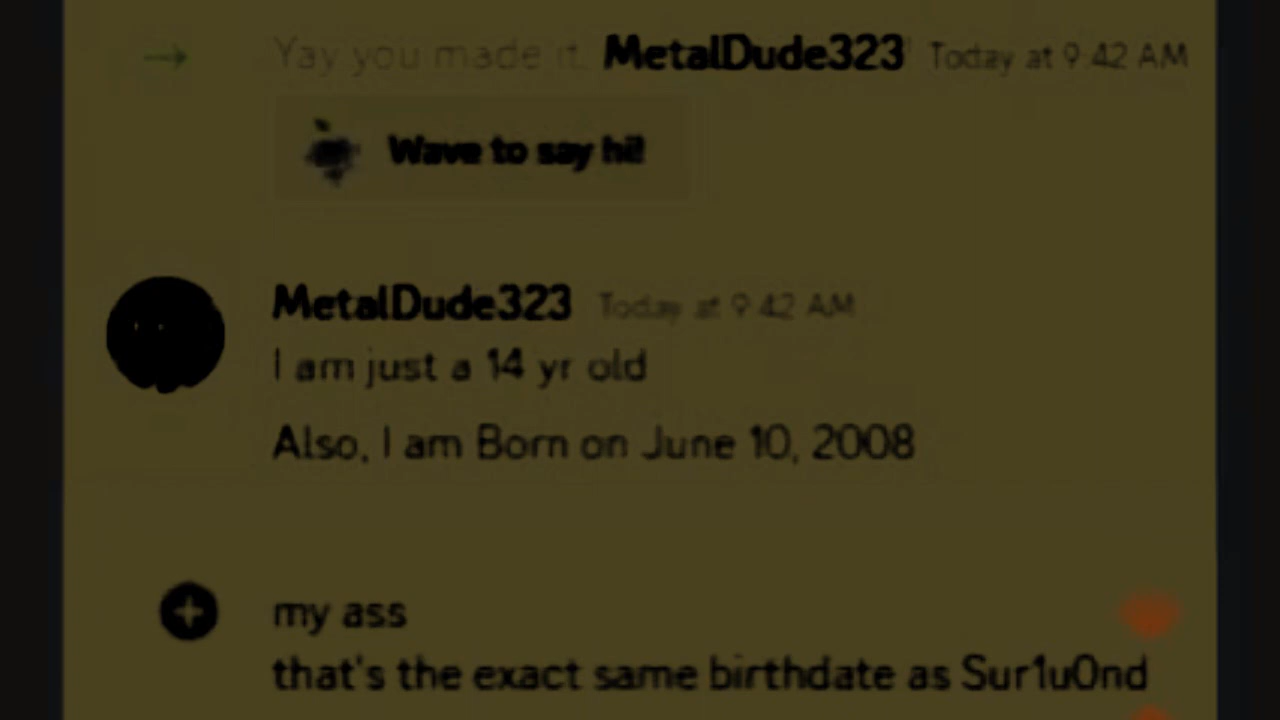 Yay you made it, MetalDude323! Today at 9:42 AM
Wave to say hi!
MetalDude323 Today at 9:42 AM
I am just a 14 yr old
Also, I am Born on June 10, 2008
my ass
that's the exact same birthdate as Sur1u0nd